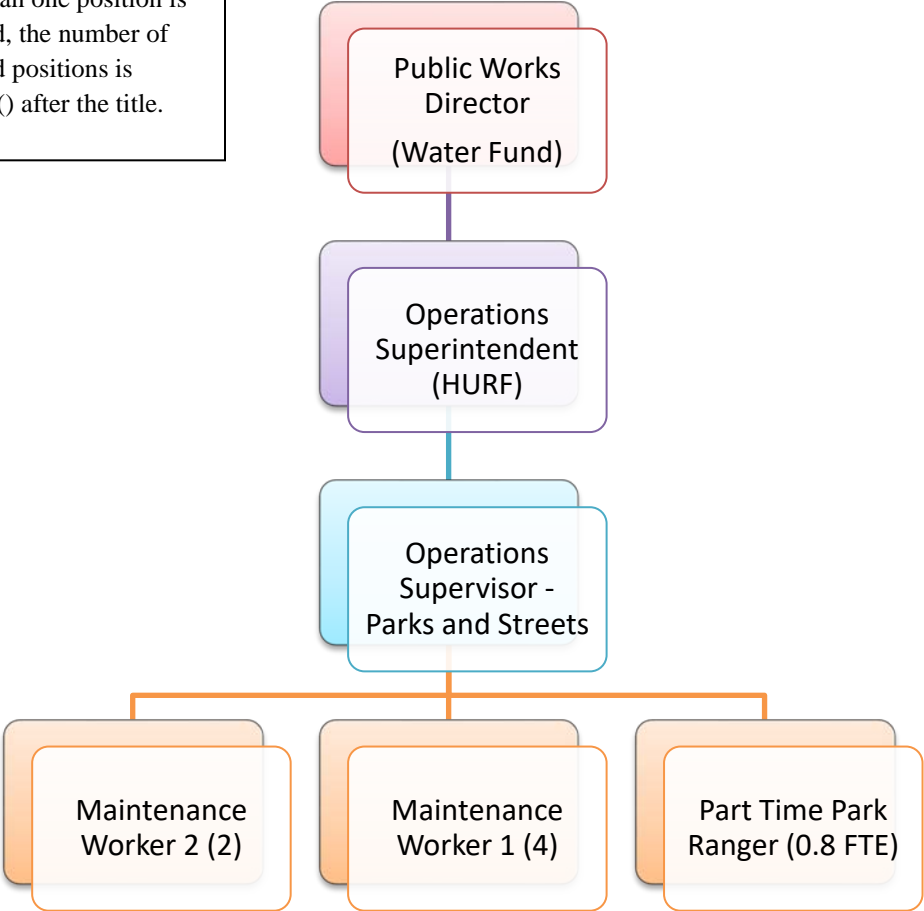 an one position is
the number of
positions is
() after the title.
Public Works
Director
(Water Fund)
Operations
Superintendent
(HURF)
Operations
Supervisor -
Parks and Streets
Maintenance
Worker 2 (2)
Maintenance
Worker 1 (4)
Part Time Park
Ranger (0.8 FTE)